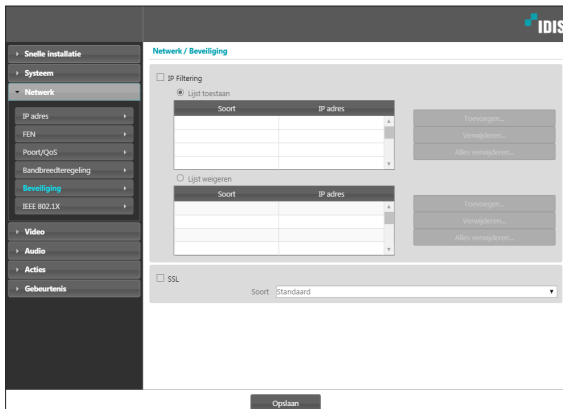 IDIS
Snelle installatie
Systeem
Netwerk
IP adres
FEN
Poort/QoS
Bandbreedteregeling
Beveiliging
IEEE 802.1X
Video
Audio
Acties
Gebeurtenis
Netwerk / Beveiliging
IP Filtering
Lijst toestaan
Soort IP adres
Toevoegen...
Verwijderen...
Alles verwijderen...
Lijst weigeren
Soort IP adres
Toevoegen...
Verwijderen...
Alles verwijderen...
SSL
Soort Standaard
Opslaan